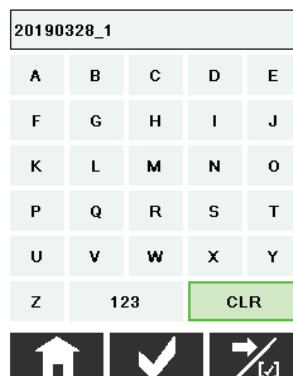 20190328_1
A B C D E
F G H I J
K L M N O
P Q R S T
U V W X Y
Z 123 CLR